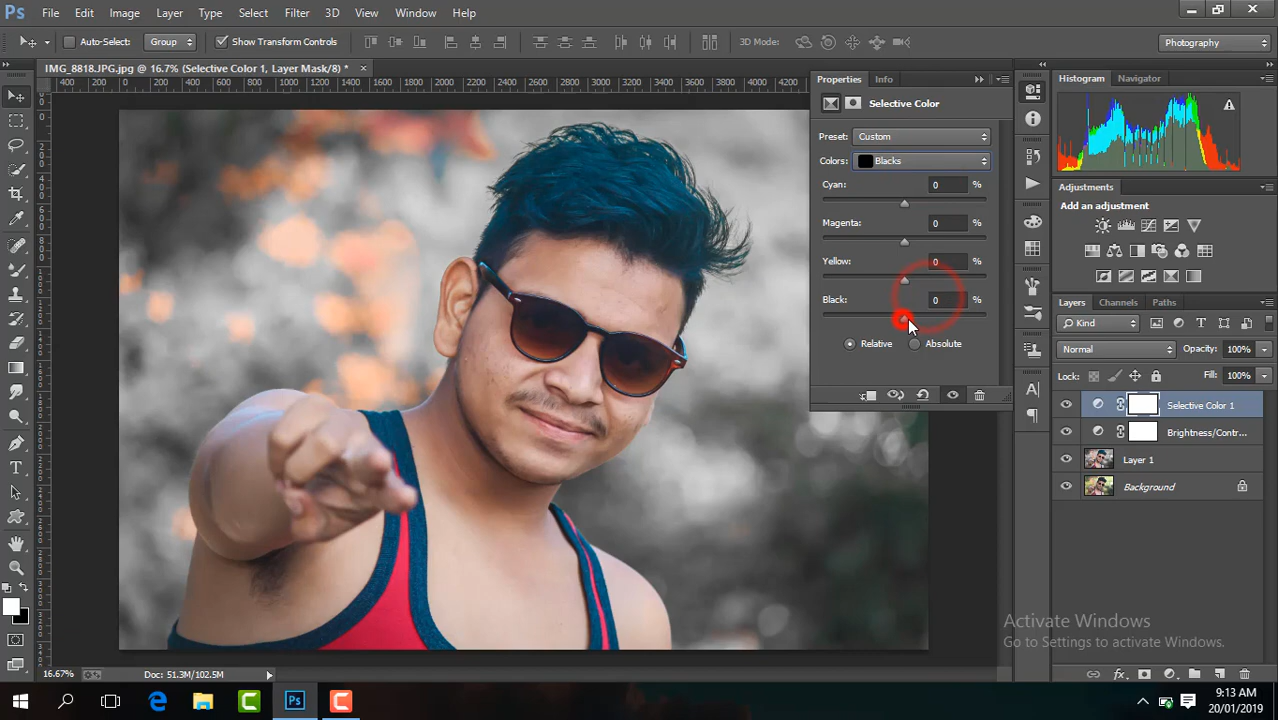 Ps File Edit Image Layer Type Select Filter 3D View Window Help
Auto-Select: Group Show Transform Controls 3D Mode: Photography
IMG_8818.JPG.jpg @ 16.7% (Selective Color 1, Layer Mask/8) * ×
400 200 0 200 400 600 800 1000 1200 1400 1600 1800 2000 2200 2400 2600 2800 3000 3200 3400 3600 3800 4000 4200
Properties Info
Selective Color
Preset: Custom
Colors: Blacks
Cyan: 0 %
Magenta: 0 %
Yellow: 0 %
Black: 0 %
Relative Absolute
Histogram Navigator
Adjustments
Add an adjustment
Layers Channels Paths
Kind
Normal Opacity: 100%
Lock: Fill: 100%
Selective Color 1
Brightness/Contr...
Layer 1
Background
Activate Windows
Go to Settings to activate Windows.
16.67% Doc: 51.3M/102.5M
9:13 AM
20/01/2019